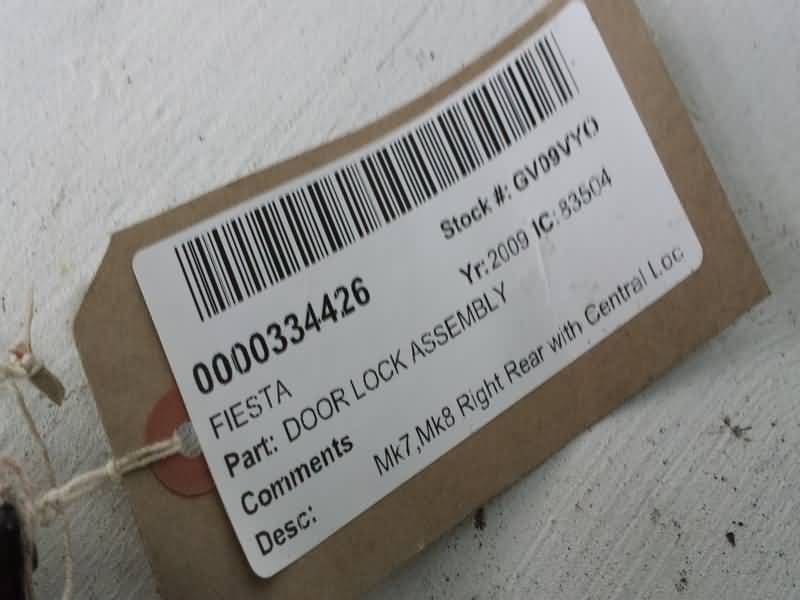 0000334426
Stock #: GV09VYO
FIESTA
Yr: 2009 IC: 83504
Part: DOOR LOCK ASSEMBLY
Comments
Desc: Mk7,Mk8 Right Rear with Central Loc